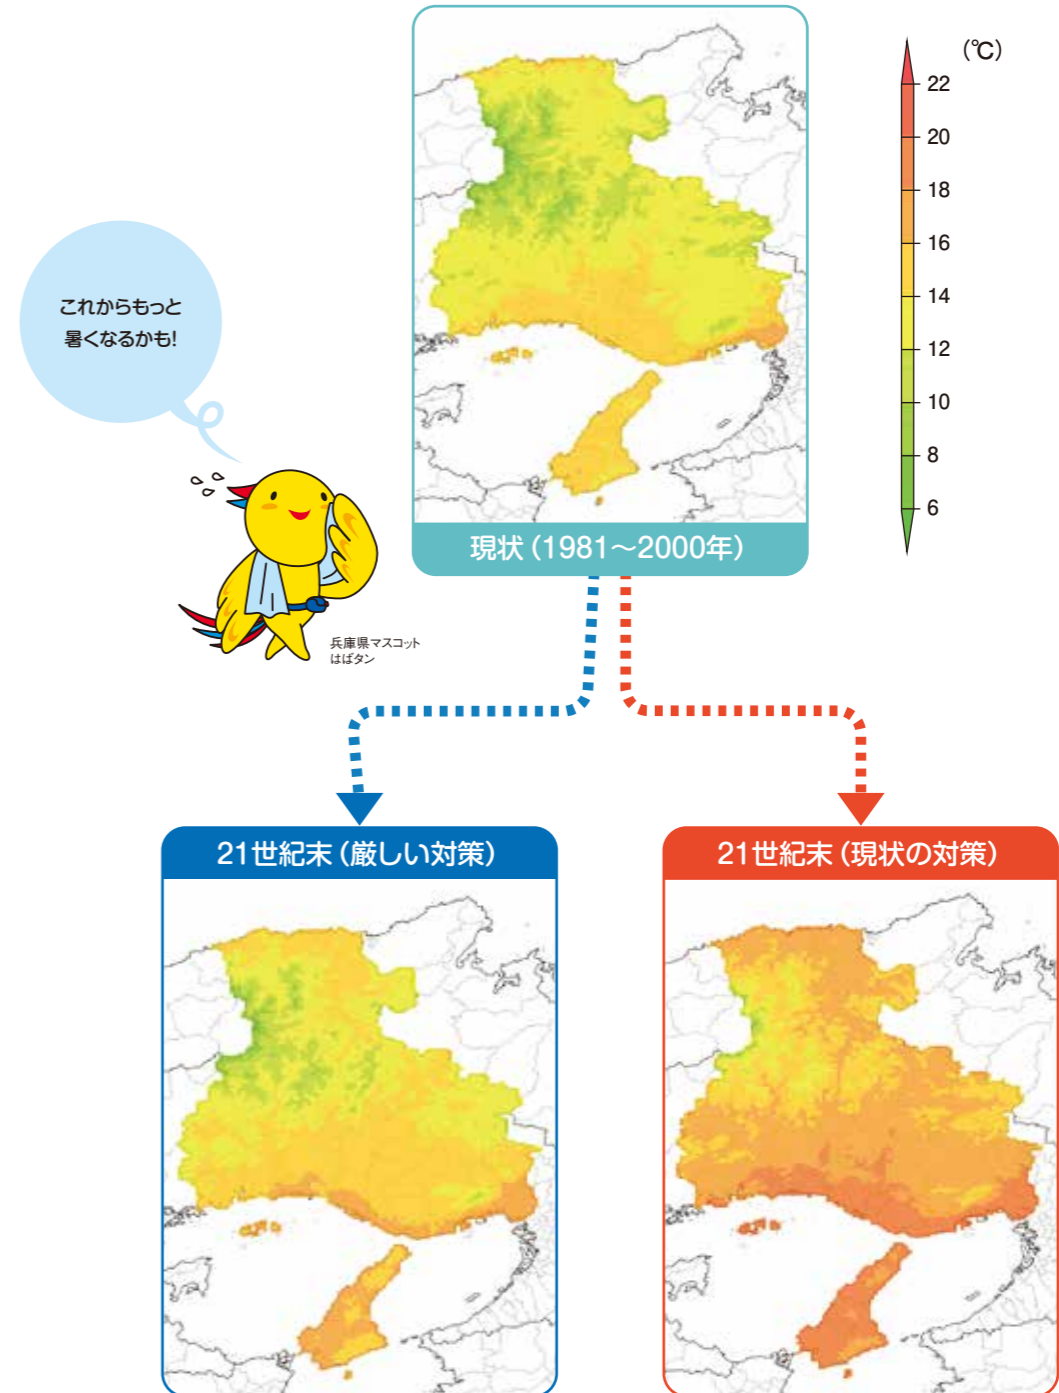 (℃)
22
20
18
16
14
12
10
8
6
これからもっと
暑くなるかも!
現状（1981～2000年）
兵庫県マスコット
はばタン
21世紀末（厳しい対策）
21世紀末（現状の対策）